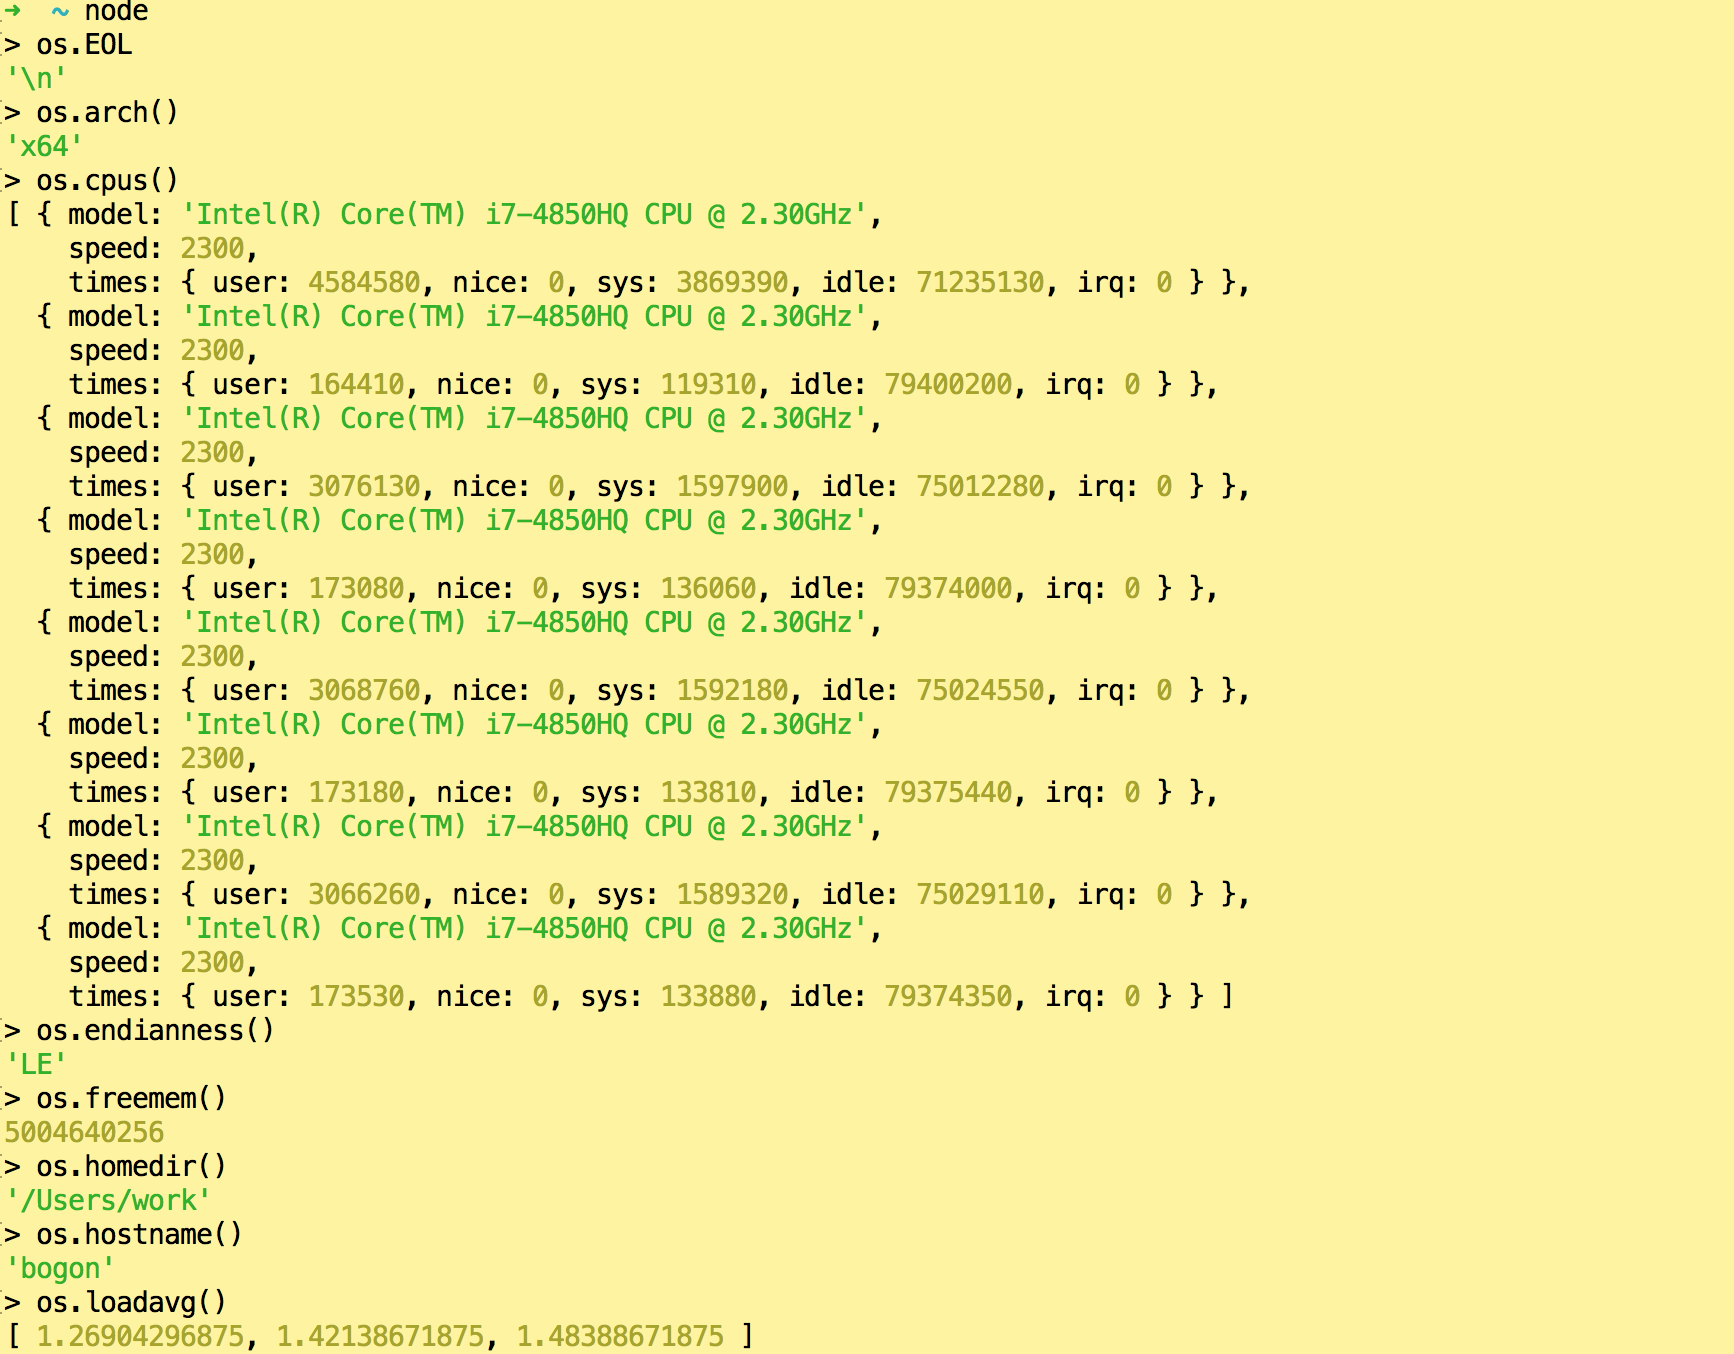 ➜  ~ node
> os.EOL
'\n'
> os.arch()
'x64'
> os.cpus()
[ { model: 'Intel(R) Core(TM) i7-4850HQ CPU @ 2.30GHz',
    speed: 2300,
    times: { user: 4584580, nice: 0, sys: 3869390, idle: 71235130, irq: 0 } },
  { model: 'Intel(R) Core(TM) i7-4850HQ CPU @ 2.30GHz',
    speed: 2300,
    times: { user: 164410, nice: 0, sys: 119310, idle: 79400200, irq: 0 } },
  { model: 'Intel(R) Core(TM) i7-4850HQ CPU @ 2.30GHz',
    speed: 2300,
    times: { user: 3076130, nice: 0, sys: 1597900, idle: 75012280, irq: 0 } },
  { model: 'Intel(R) Core(TM) i7-4850HQ CPU @ 2.30GHz',
    speed: 2300,
    times: { user: 173080, nice: 0, sys: 136060, idle: 79374000, irq: 0 } },
  { model: 'Intel(R) Core(TM) i7-4850HQ CPU @ 2.30GHz',
    speed: 2300,
    times: { user: 3068760, nice: 0, sys: 1592180, idle: 75024550, irq: 0 } },
  { model: 'Intel(R) Core(TM) i7-4850HQ CPU @ 2.30GHz',
    speed: 2300,
    times: { user: 173180, nice: 0, sys: 133810, idle: 79375440, irq: 0 } },
  { model: 'Intel(R) Core(TM) i7-4850HQ CPU @ 2.30GHz',
    speed: 2300,
    times: { user: 3066260, nice: 0, sys: 1589320, idle: 75029110, irq: 0 } },
  { model: 'Intel(R) Core(TM) i7-4850HQ CPU @ 2.30GHz',
    speed: 2300,
    times: { user: 173530, nice: 0, sys: 133880, idle: 79374350, irq: 0 } } ]
> os.endianness()
'LE'
> os.freemem()
5004640256
> os.homedir()
'/Users/work'
> os.hostname()
'bogon'
> os.loadavg()
[ 1.26904296875, 1.42138671875, 1.48388671875 ]